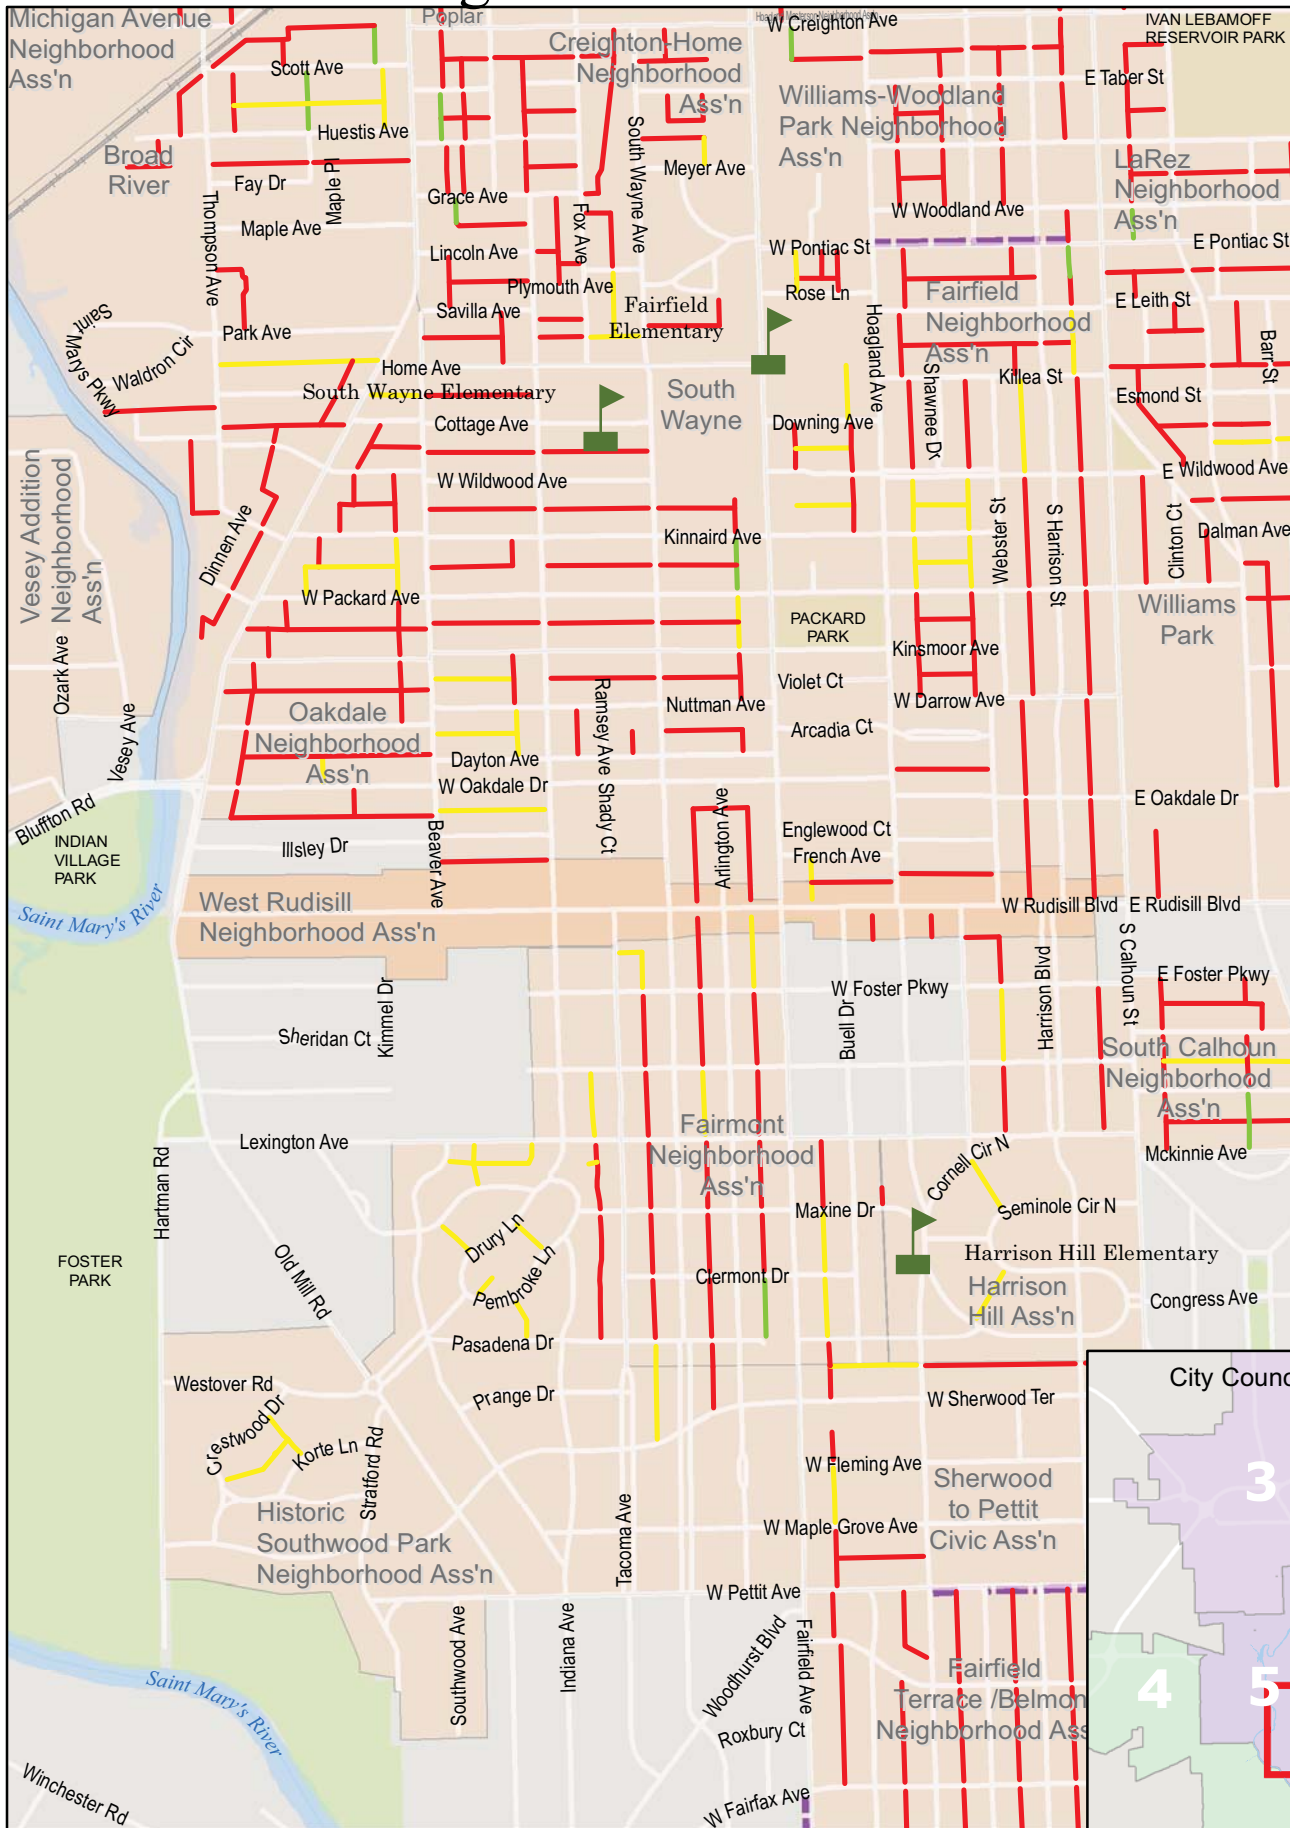 Michigan Avenue
Neighborhood
Ass'n
Poplar
W Creighton Ave
IVAN LEBAMOFF
RESERVOIR PARK
Creighton-Home
Neighborhood
Ass'n
Scott Ave
E Taber St
Williams-Woodland
Park Neighborhood
Ass'n
Huestis Ave
Broad
River
South Wayne Ave
Meyer Ave
LaRez
Neighborhood
Ass'n
Fay Dr
Maple Pl
Grace Ave
Thompson Ave
Maple Ave
Fox Ave
W Woodland Ave
Lincoln Ave
W Pontiac St
E Pontiac St
Plymouth Ave
Rose Ln
Fairfield
Neighborhood
Ass'n
E Leith St
Savilla Ave
Fairfield
Elementary
Saint Marys Pkwy
Waldron Cir
Park Ave
Hoagland Ave
Barr St
Home Ave
South Wayne Elementary
South
Wayne
Shawnee Dr
Killea St
Esmond St
Cottage Ave
Downing Ave
Vesey Addition
Neighborhood
Ass'n
W Wildwood Ave
E Wildwood Ave
Dinnen Ave
Kinnaird Ave
Webster St
S Harrison St
Clinton Ct
Dalman Ave
W Packard Ave
PACKARD
PARK
Williams
Park
Ozark Ave
Kinsmoor Ave
Violet Ct
Ramsey Ave
Nuttman Ave
W Darrow Ave
Oakdale
Neighborhood
Ass'n
Arcadia Ct
Vesey Ave
Dayton Ave
W Oakdale Dr
Shady Ct
Arlington Ave
E Oakdale Dr
Bluffton Rd
INDIAN
VILLAGE
PARK
Illsley Dr
Beaver Ave
Englewood Ct
French Ave
Saint Mary's River
West Rudisill
Neighborhood Ass'n
W Rudisill Blvd
E Rudisill Blvd
Kimmel Dr
W Foster Pkwy
Harrison Blvd
S Calhoun St
E Foster Pkwy
Sheridan Ct
Buell Dr
South Calhoun
Neighborhood
Ass'n
Fairmont
Neighborhood
Ass'n
Lexington Ave
Mckinnie Ave
Hartman Rd
Cornell Cir N
Maxine Dr
Seminole Cir N
Drury Ln
FOSTER
PARK
Old Mill Rd
Pembroke Ln
Clermont Dr
Harrison Hill Elementary
Harrison
Hill Ass'n
Congress Ave
Pasadena Dr
Westover Rd
Prange Dr
W Sherwood Ter
City Counc
Crestwood Dr
Korte Ln
Stratford Rd
W Fleming Ave
Sherwood
to Pettit
Civic Ass'n
3
Historic
Southwood Park
Neighborhood Ass'n
Tacoma Ave
W Maple Grove Ave
W Pettit Ave
Southwood Ave
Indiana Ave
Woodhurst Blvd
Fairfield Ave
Fairfield
Terrace /Belmon
Neighborhood Ass
4
5
Saint Mary's River
Roxbury Ct
Winchester Rd
W Fairfax Ave